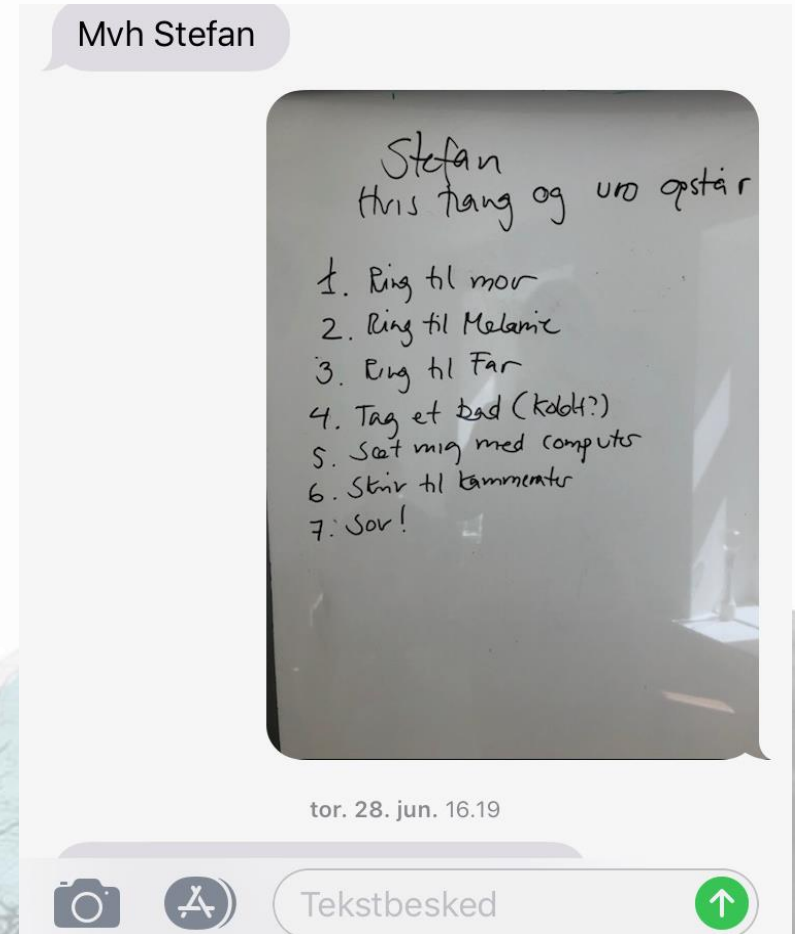 Mvh Stefan
Stefan
Hvis trang og uro opstår
1. Ring til mor
2. Ring til Melanie
3. Ring til Far
4. Tag et bad (koldt?)
5. Sæt mig med computer
6. Skriv til kammerater
7. Sov!
tor. 28. jun. 16.19
Tekstbesked